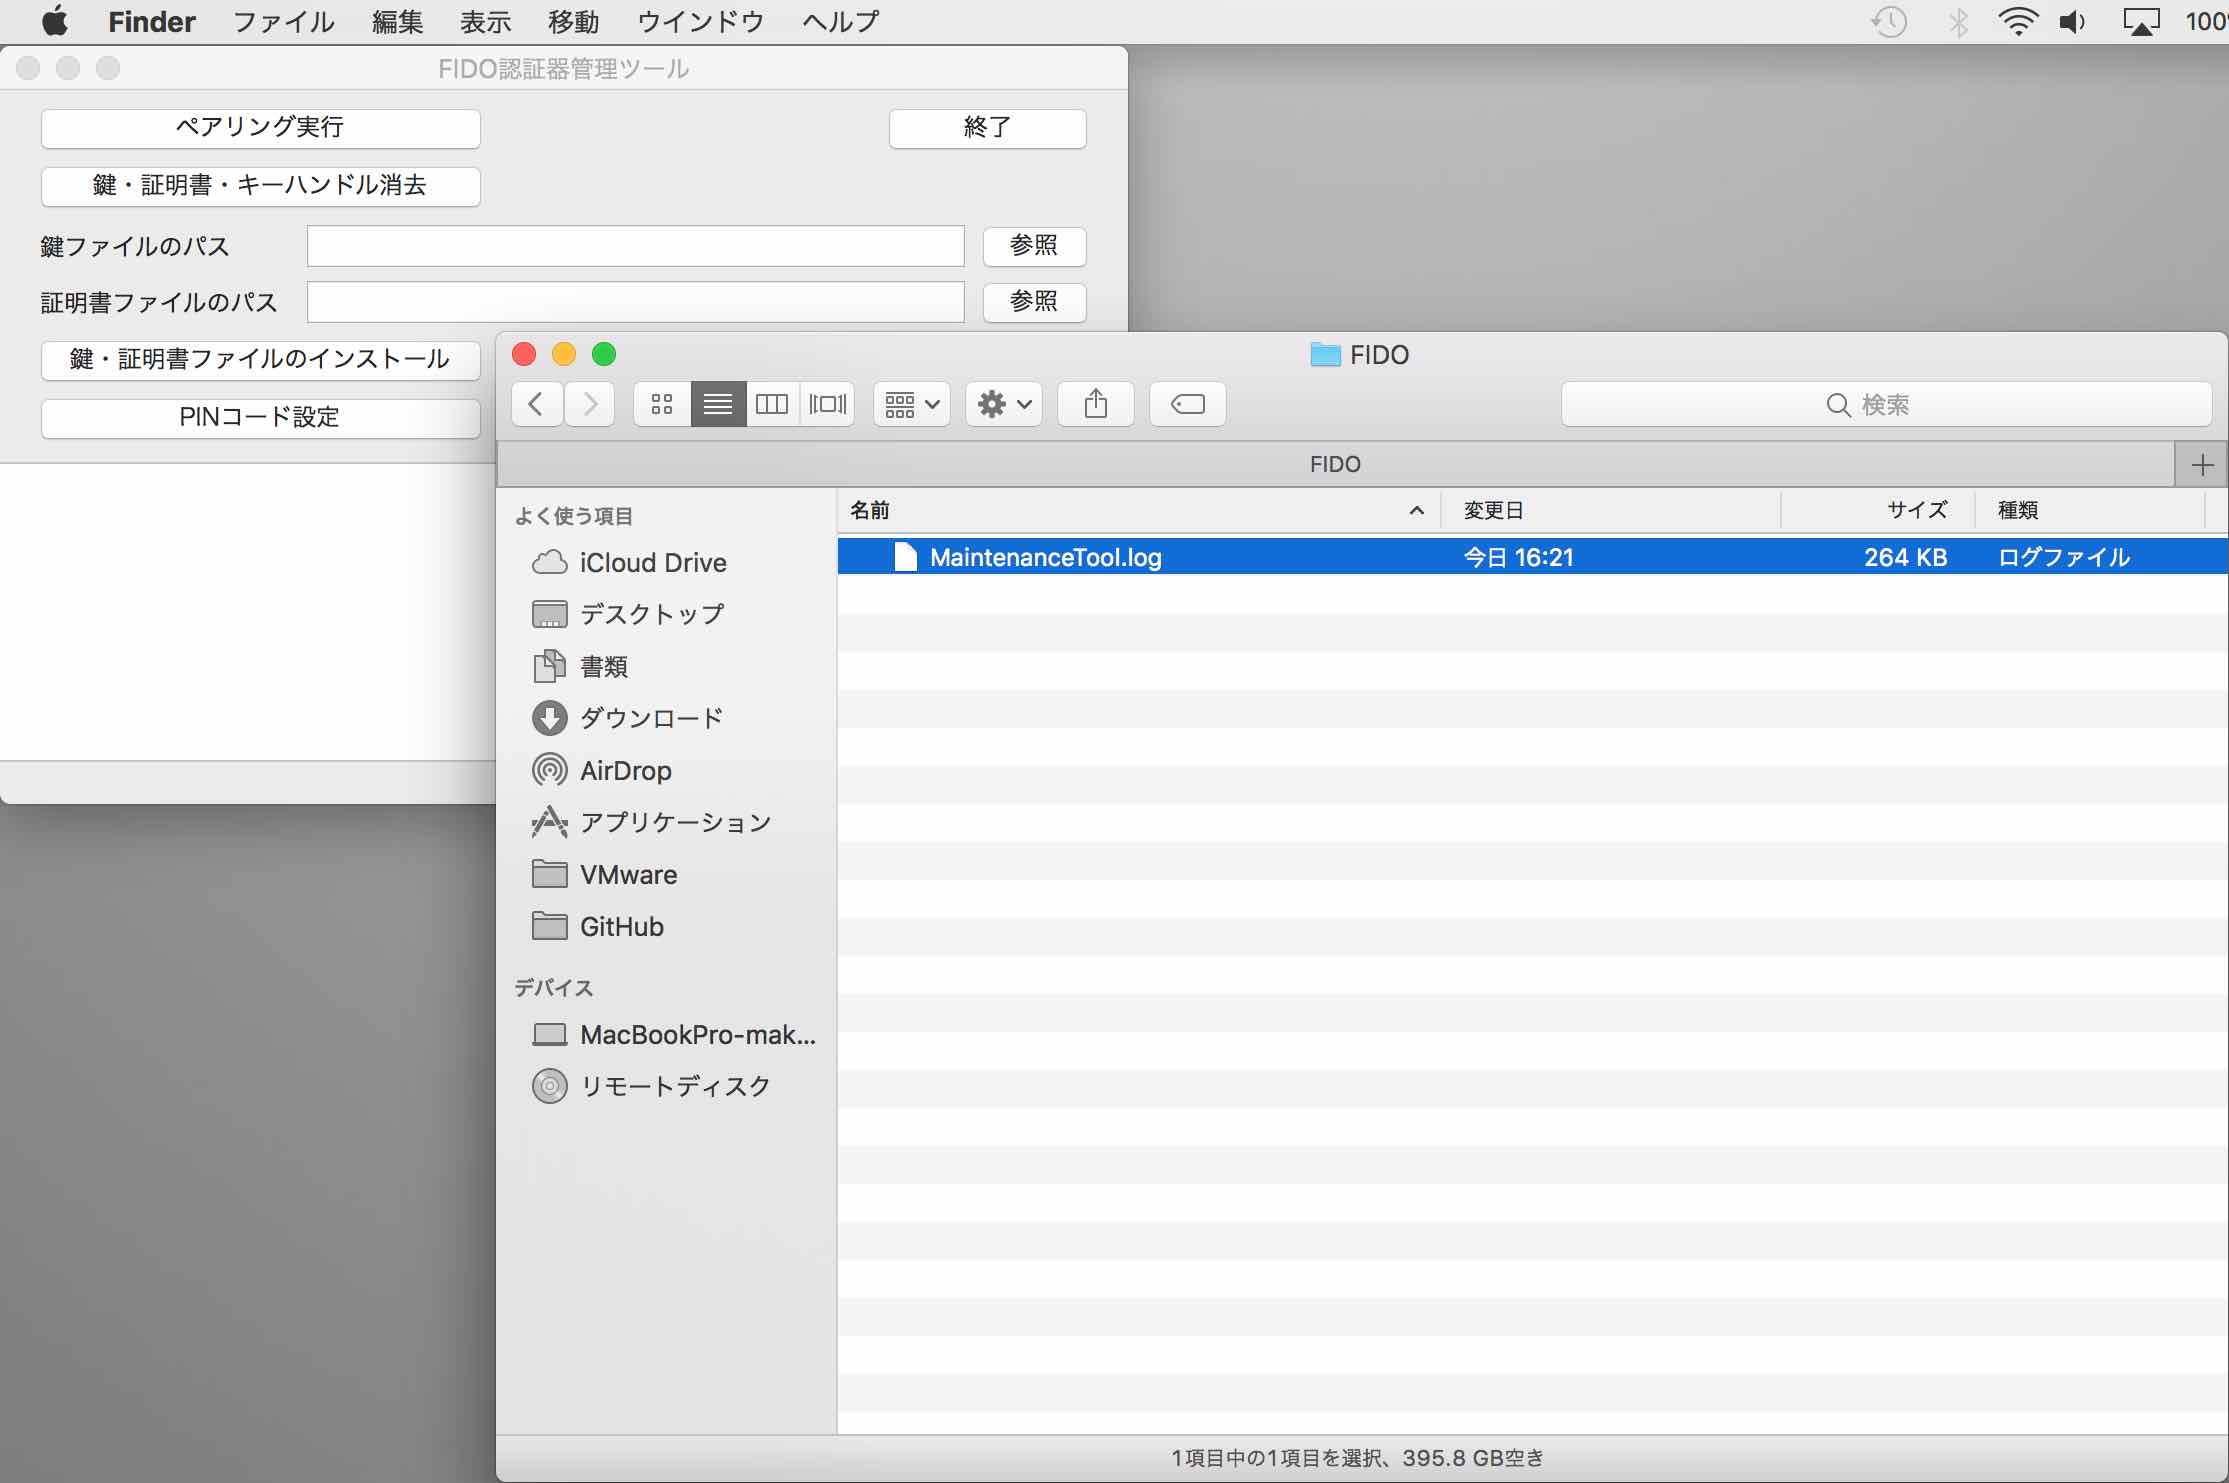 Finder ファイル 編集 表示 移動 ウインドウ ヘルプ
FIDO認証器管理ツール
ペアリング実行
終了
鍵・証明書・キーハンドル消去
鍵ファイルのパス
参照
証明書ファイルのパス
参照
鍵・証明書ファイルのインストール
PINコード設定
FIDO
検索
FIDO
よく使う項目
iCloud Drive
デスクトップ
書類
ダウンロード
AirDrop
アプリケーション
VMware
GitHub
デバイス
MacBookPro-mak...
リモートディスク
名前 変更日 サイズ 種類
MaintenanceTool.log 今日 16:21 264 KB ログファイル
1項目中の1項目を選択、395.8 GB空き